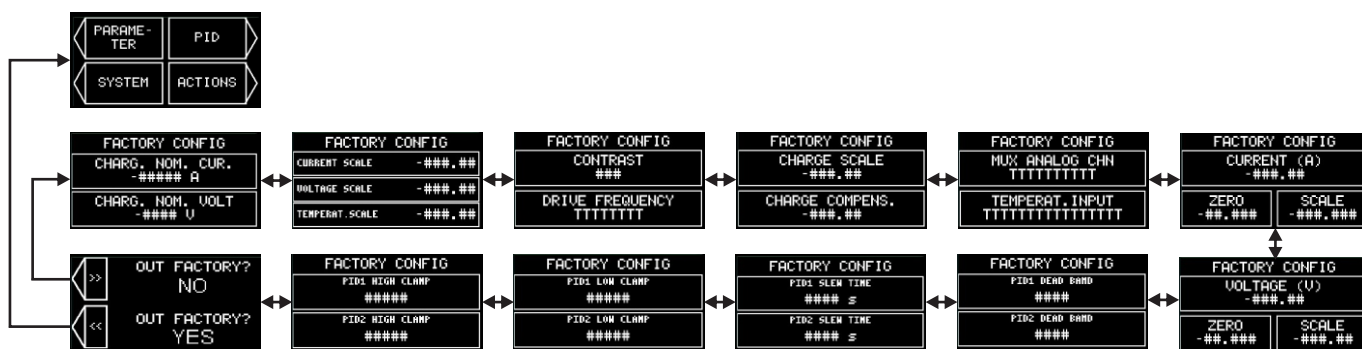 PARAME-
TER
PID
SYSTEM
ACTIONS
FACTORY CONFIG
CHARG. NOM. CUR.
-##### A
CHARG. NOM. VOLT
-#### V
FACTORY CONFIG
CURRENT SCALE -###.##
VOLTAGE SCALE -###.##
TEMPERAT.SCALE -###.##
FACTORY CONFIG
CONTRAST
###
DRIVE FREQUENCY
TTTTTTTT
FACTORY CONFIG
CHARGE SCALE
-###.##
CHARGE COMPENS.
-###.##
FACTORY CONFIG
MUX ANALOG CHN
TTTTTTTTTT
TEMPERAT.INPUT
TTTTTTTTTTTTTTTT
FACTORY CONFIG
CURRENT (A)
-###.##
ZERO
-##.###
SCALE
-###.###
>>
OUT FACTORY?
NO
<<
OUT FACTORY?
YES
FACTORY CONFIG
PID1 HIGH CLAMP
#####
PID2 HIGH CLAMP
#####
FACTORY CONFIG
PID1 LOW CLAMP
#####
PID2 LOW CLAMP
#####
FACTORY CONFIG
PID1 SLEW TIME
#### s
PID2 SLEW TIME
#### s
FACTORY CONFIG
PID1 DEAD BAND
####
PID2 DEAD BAND
####
FACTORY CONFIG
VOLTAGE (V)
-###.##
ZERO
-##.###
SCALE
-###.##